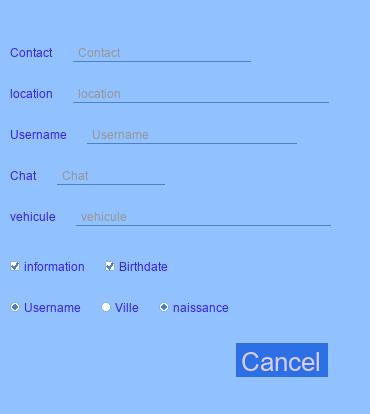 Contact Contact
location location
Username Username
Chat Chat
vehicule vehicule
information Birthdate
Username Ville naissance
Cancel